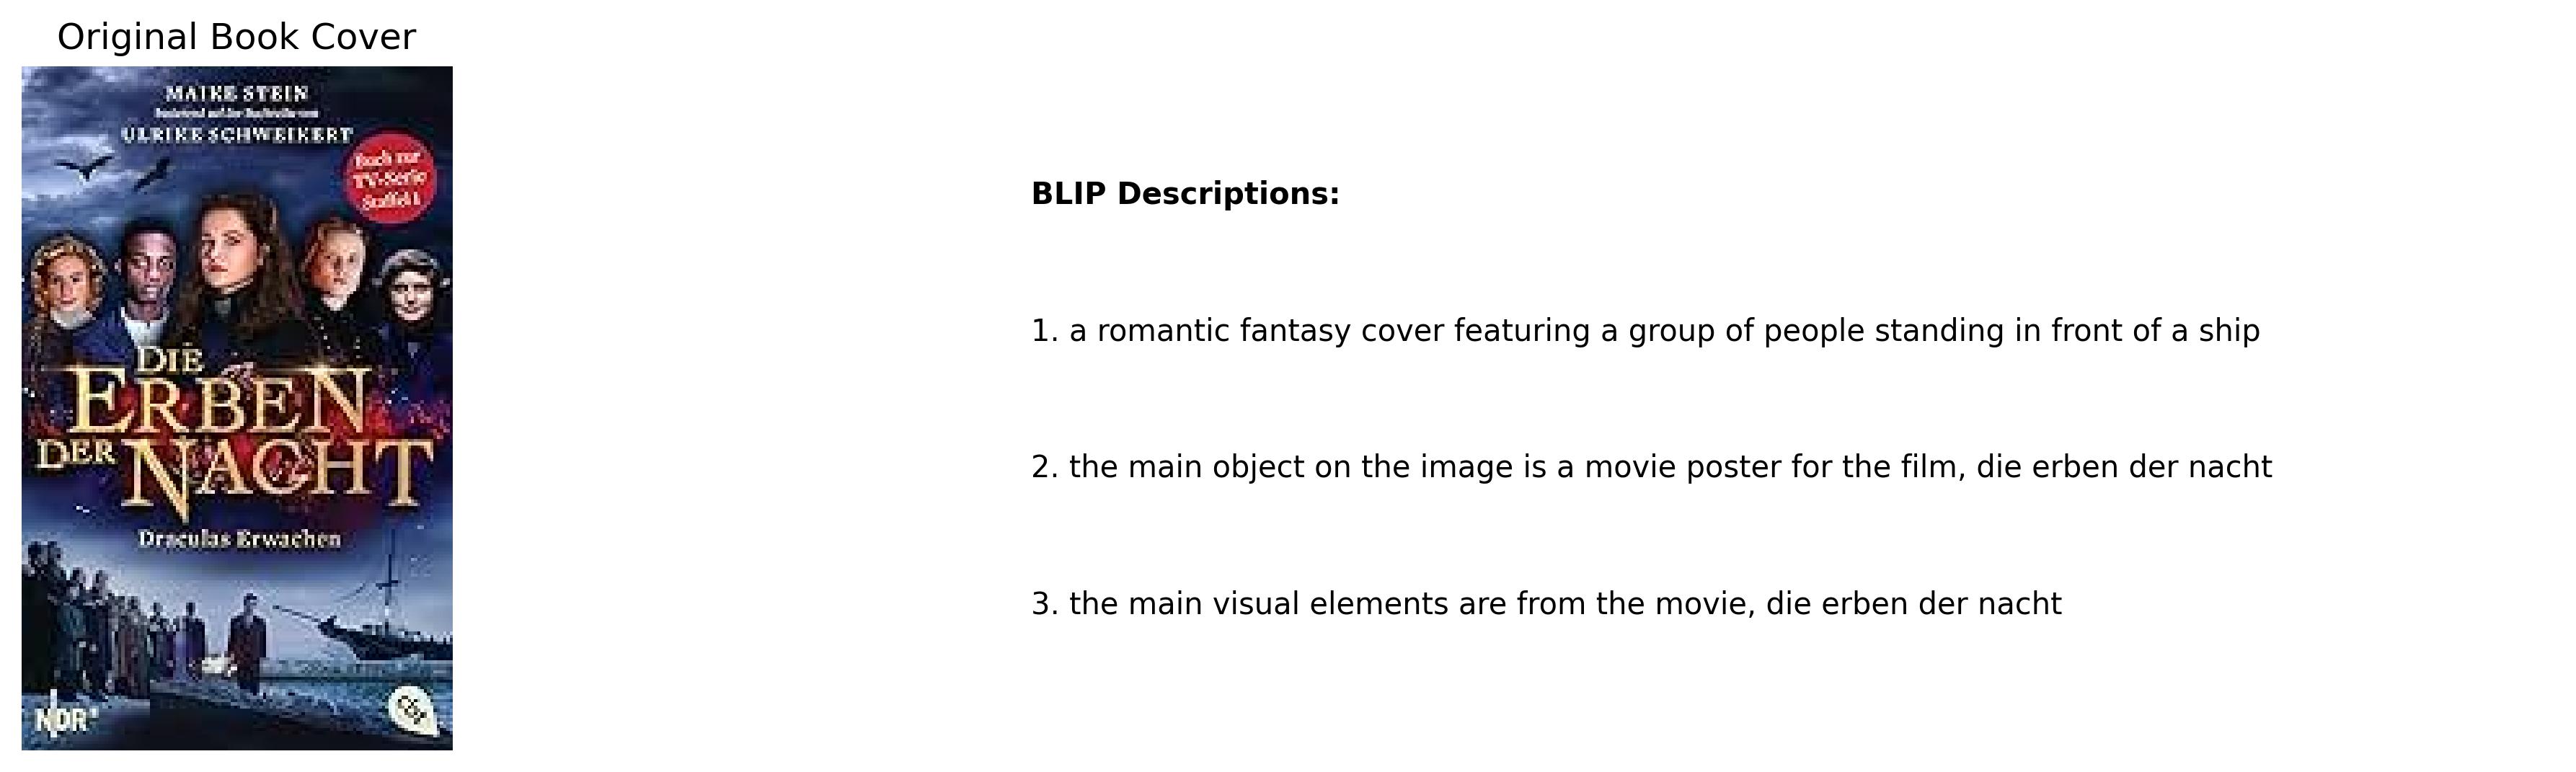 Original Book Cover
MAIKE STEIN
ULRIKE SCHWEIKERT
Buch zur
TV-Serie
Staffel 1
DIE
ERBEN
DER NACHT
Draculas Erwachen
NDR
cbj
BLIP Descriptions:
1. a romantic fantasy cover featuring a group of people standing in front of a ship
2. the main object on the image is a movie poster for the film, die erben der nacht
3. the main visual elements are from the movie, die erben der nacht